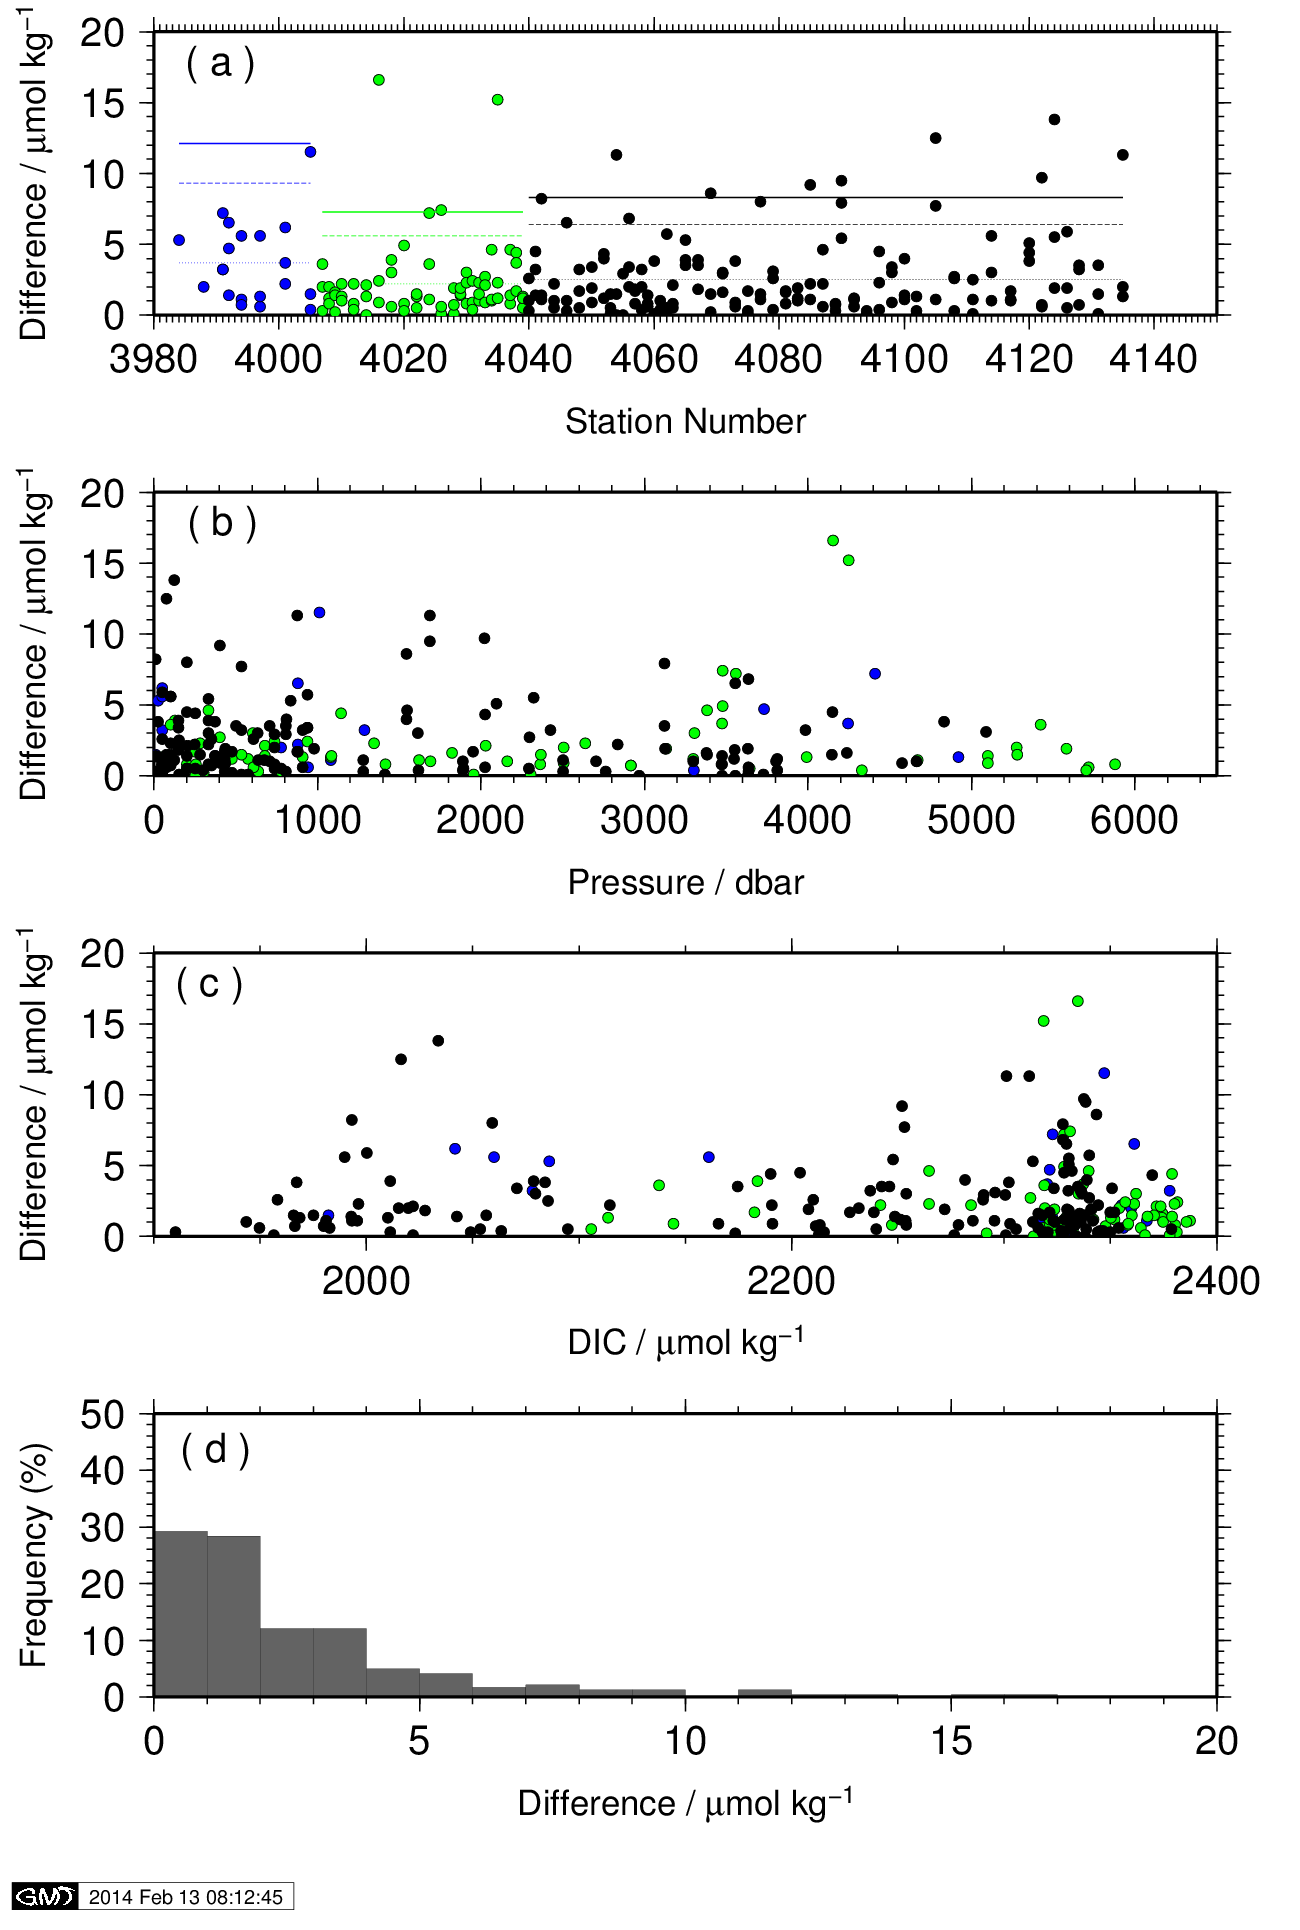 20
15
10
5
0
Difference / μmol kg⁻¹
( a )
3980 4000 4020 4040 4060 4080 4100 4120 4140
Station Number
20
15
10
5
0
Difference / μmol kg⁻¹
( b )
0 1000 2000 3000 4000 5000 6000
Pressure / dbar
20
15
10
5
0
Difference / μmol kg⁻¹
( c )
2000 2200 2400
DIC / μmol kg⁻¹
50
40
30
20
10
0
Frequency (%)
( d )
0 5 10 15 20
Difference / μmol kg⁻¹
GMT 2014 Feb 13 08:12:45